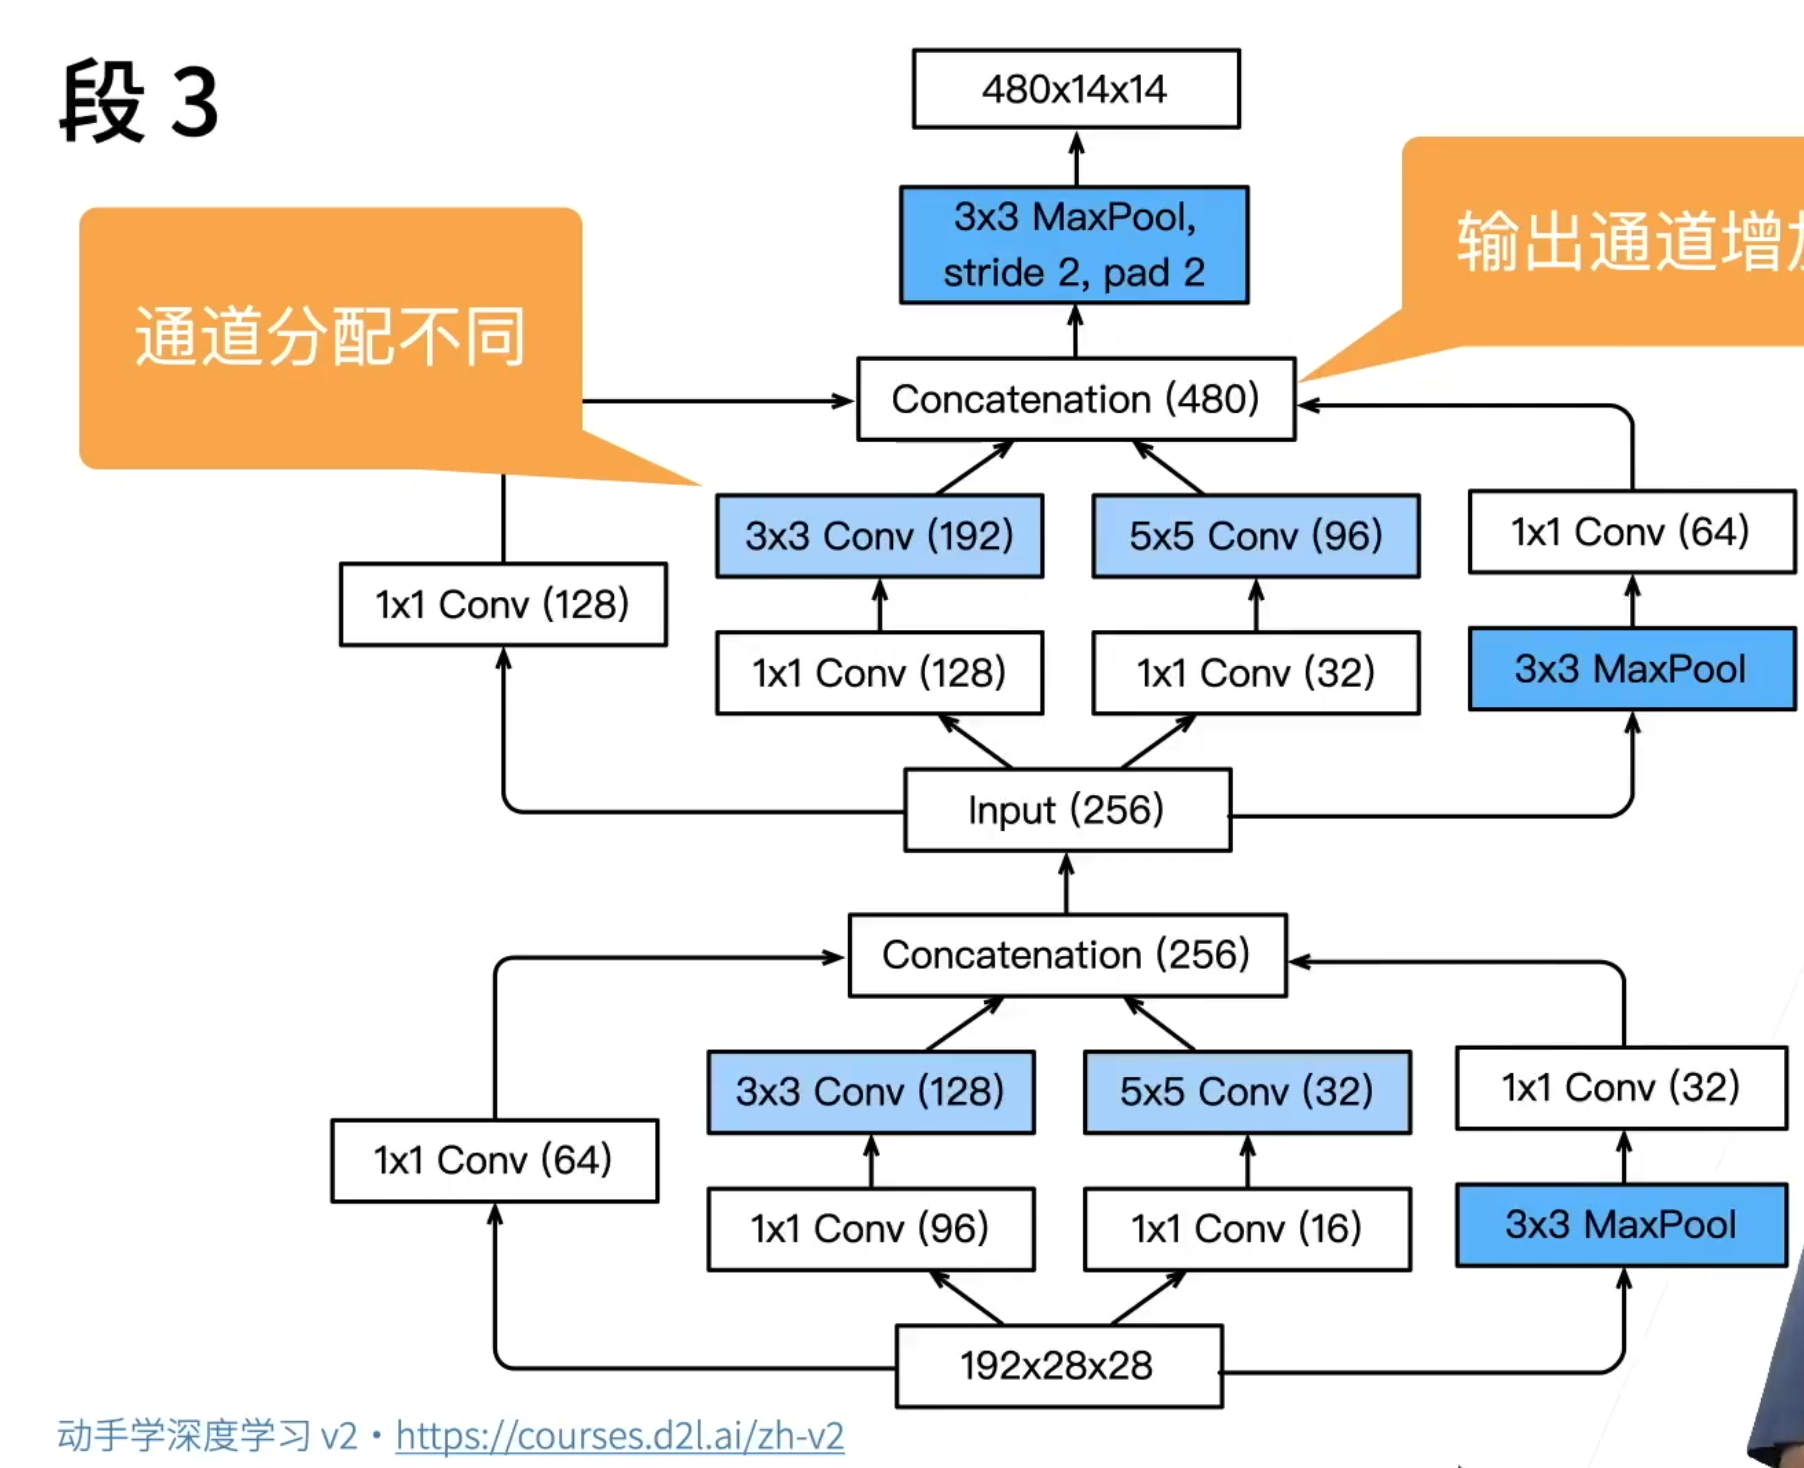 段 3
480x14x14
3x3 MaxPool,
stride 2, pad 2
输出通道增
通道分配不同
Concatenation (480)
3x3 Conv (192)
5x5 Conv (96)
1x1 Conv (64)
1x1 Conv (128)
1x1 Conv (128)
1x1 Conv (32)
3x3 MaxPool
Input (256)
Concatenation (256)
3x3 Conv (128)
5x5 Conv (32)
1x1 Conv (32)
1x1 Conv (64)
1x1 Conv (96)
1x1 Conv (16)
3x3 MaxPool
192x28x28
动手学深度学习 v2 · https://courses.d2l.ai/zh-v2